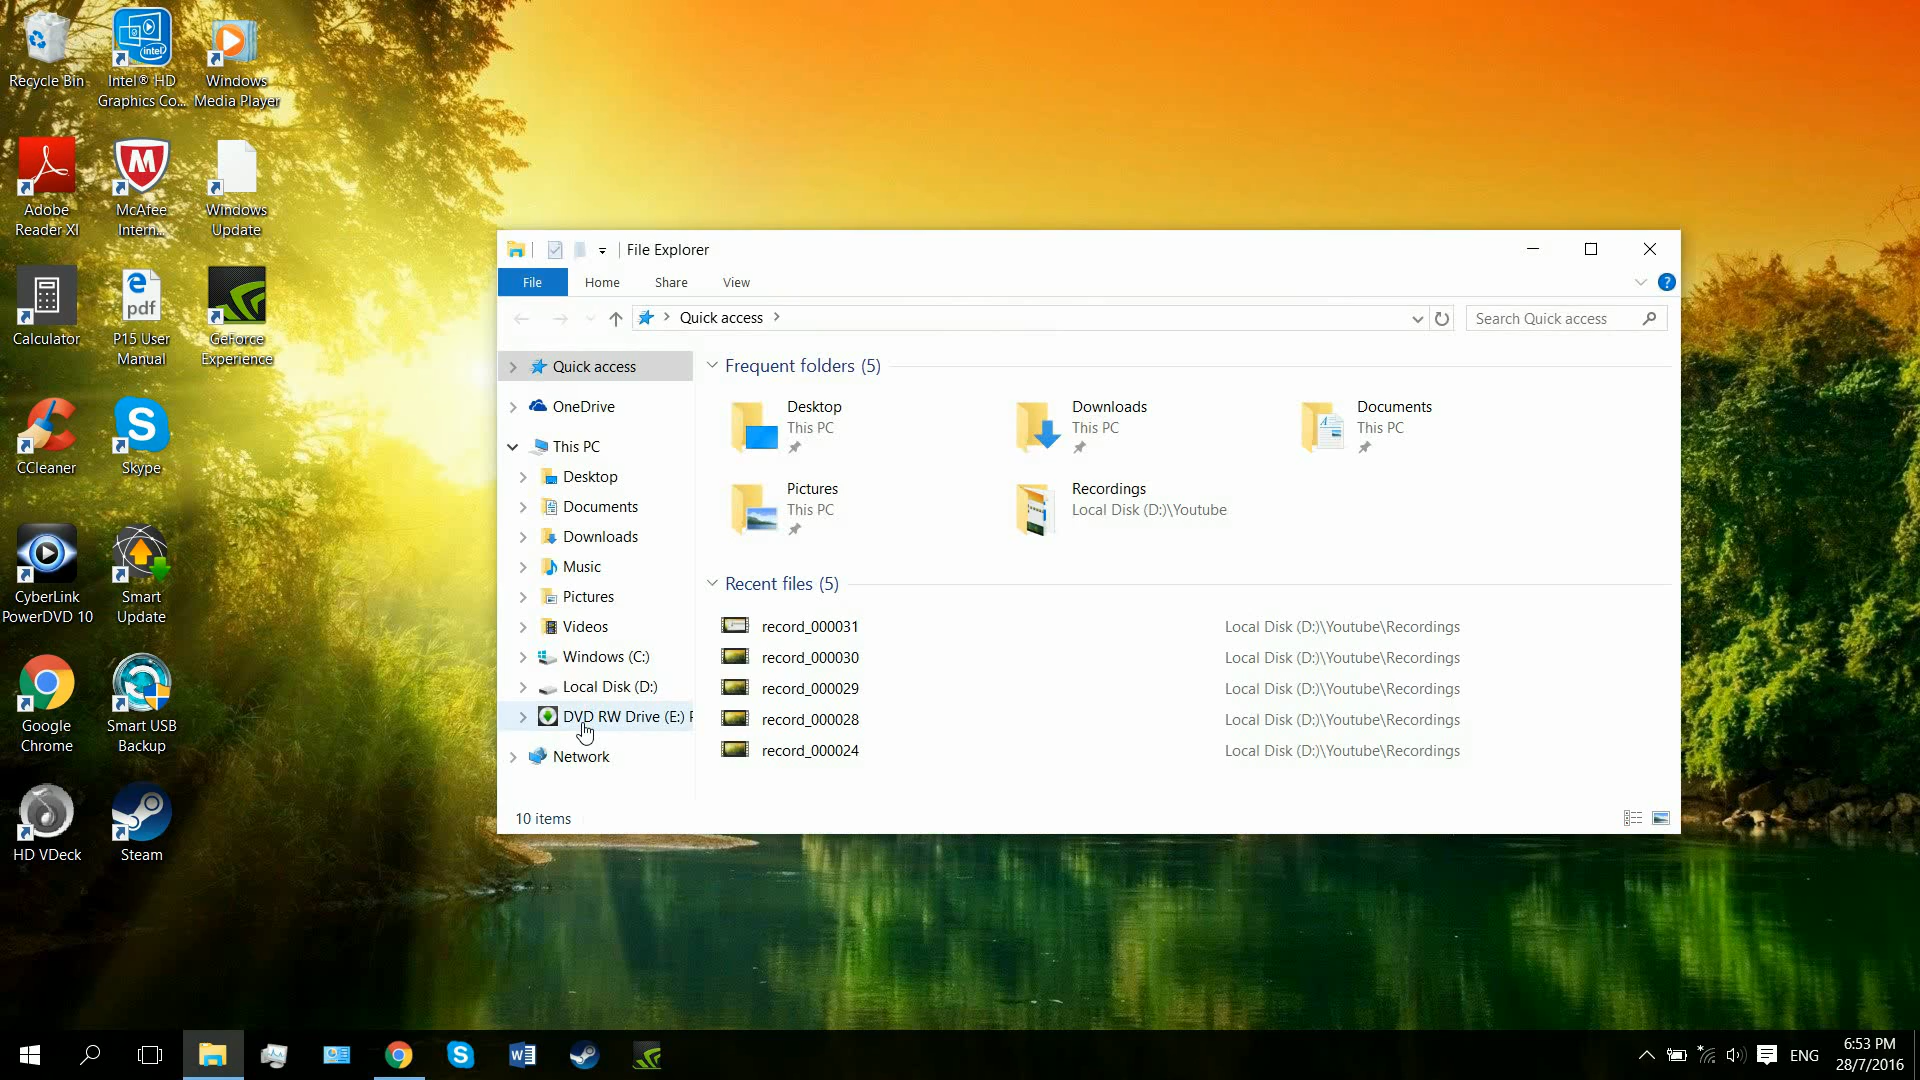 Recycle Bin
Intel® HD
Graphics Co...
Windows
Media Player
Adobe
Reader XI
McAfee
Intern...
Windows
Update
Calculator
P15 User
Manual
GeForce
Experience
CCleaner
Skype
CyberLink
PowerDVD 10
Smart
Update
Google
Chrome
Smart USB
Backup
HD VDeck
Steam
File Explorer
File
Home
Share
View
Quick access
Search Quick access
Quick access
OneDrive
This PC
Desktop
Documents
Downloads
Music
Pictures
Videos
Windows (C:)
Local Disk (D:)
DVD RW Drive (E:)
Network
Frequent folders (5)
Desktop
This PC
Downloads
This PC
Documents
This PC
Pictures
This PC
Recordings
Local Disk (D:)\Youtube
Recent files (5)
record_000031 Local Disk (D:)\Youtube\Recordings
record_000030 Local Disk (D:)\Youtube\Recordings
record_000029 Local Disk (D:)\Youtube\Recordings
record_000028 Local Disk (D:)\Youtube\Recordings
record_000024 Local Disk (D:)\Youtube\Recordings
10 items
ENG
6:53 PM
28/7/2016